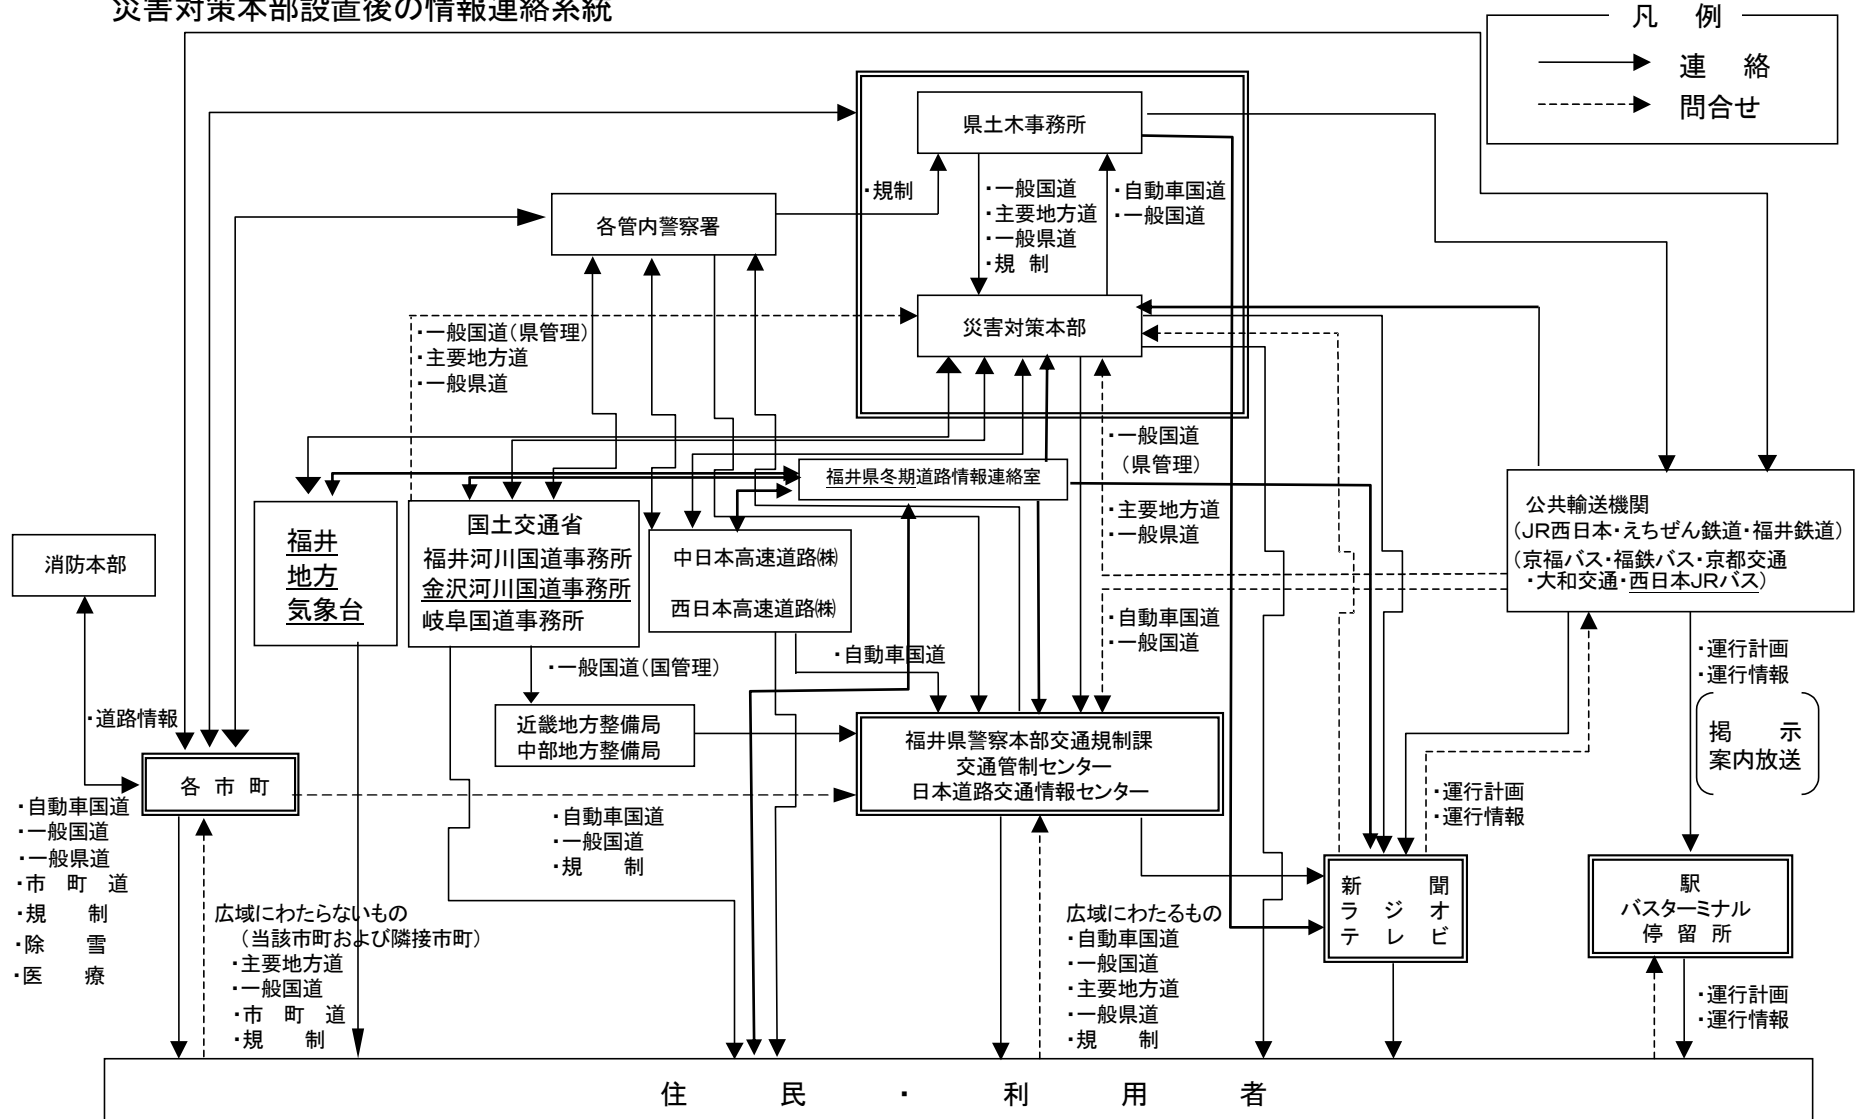 災害対策本部設置後の情報連絡系統
凡　例
連　絡
問合せ
県土木事務所
・規制
・一般国道
・主要地方道
・一般県道
・規 制
・自動車国道
・一般国道
各管内警察署
災害対策本部
・一般国道（県管理）
・主要地方道
・一般県道
・一般国道
（県管理）
・主要地方道
・一般県道
福井県冬期道路情報連絡室
公共輸送機関
（JR西日本・えちぜん鉄道・福井鉄道）
（京福バス・福鉄バス・京都交通
・大和交通・西日本JRバス）
消防本部
福井
地方
気象台
国土交通省
福井河川国道事務所
金沢河川国道事務所
岐阜国道事務所
中日本高速道路㈱
西日本高速道路㈱
・自動車国道
・一般国道
・自動車国道
・一般国道（国管理）
・運行計画
・運行情報
掲　示
案内放送
・道路情報
近畿地方整備局
中部地方整備局
福井県警察本部交通規制課
交通管制センター
日本道路交通情報センター
各 市 町
・自動車国道
・一般国道
・一般県道
・市 町 道
・規　制
・除　雪
・医　療
・自動車国道
・一般国道
・規　制
・運行計画
・運行情報
新　聞
ラ ジ オ
テ レ ビ
駅
バスターミナル
停 留 所
広域にわたらないもの
（当該市町および隣接市町）
・主要地方道
・一般国道
・市 町 道
・規　制
広域にわたるもの
・自動車国道
・一般国道
・主要地方道
・一般県道
・規　制
・運行計画
・運行情報
住　民　・　利　用　者